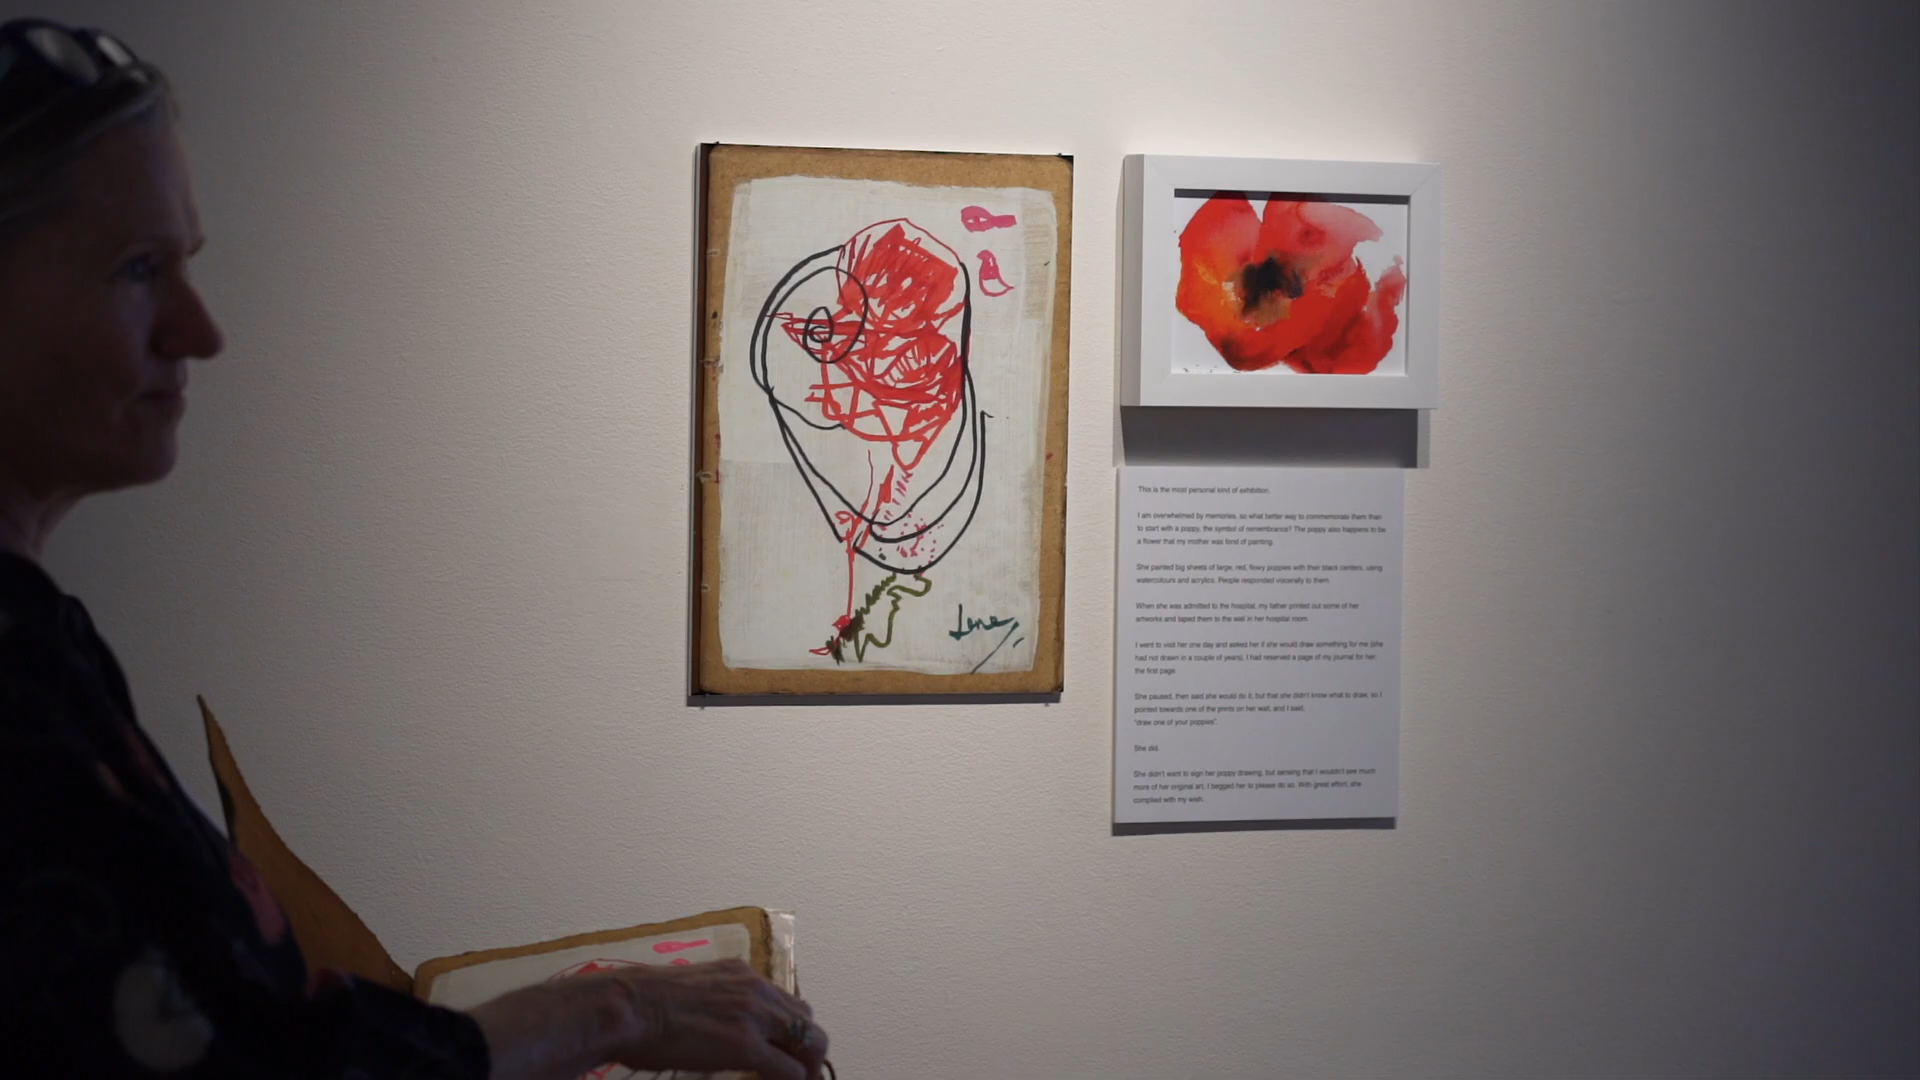 Lene
This is the most personal kind of exhibition.
I am overwhelmed by memories, so what better way to commemorate them than
to start with a poppy, the symbol of remembrance? The poppy also happens to be
a flower that my mother was fond of painting.
She painted big sheets of large, red, flowy poppies with their black centers, using
watercolours and acrylics. People responded viscerally to them.
When she was admitted to the hospital, my father printed out some of her
artworks and taped them to the wall in her hospital room.
I went to visit her one day and asked her if she would draw something for me (she
had not drawn in a couple of years). I had reserved a page of my journal for her:
the first page.
She paused, then said she would do it, but that she didn't know what to draw, so I
pointed towards one of the prints on her wall, and I said,
"draw one of your poppies".
She did.
She didn't want to sign her poppy drawing, but sensing that I wouldn't see much
more of her original art, I begged her to please do so. With great effort, she
complied with my wish.